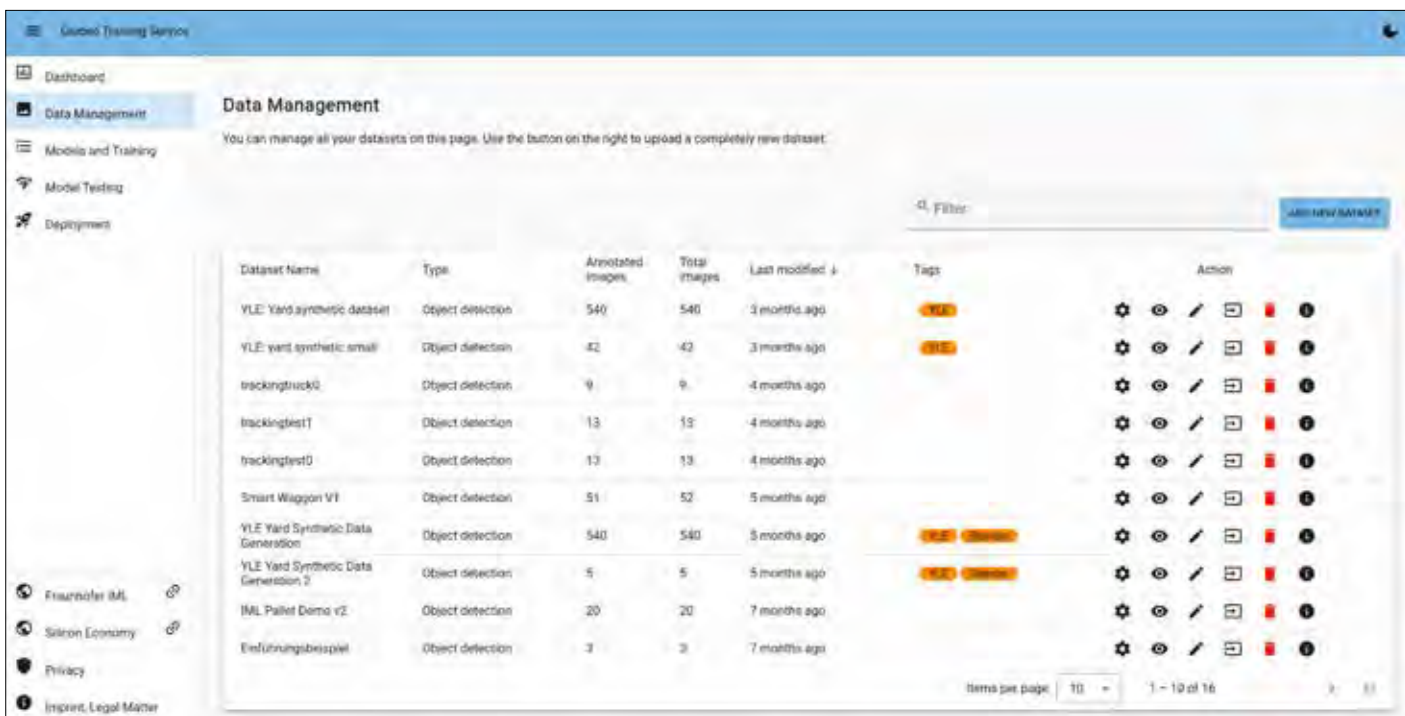 Guided Training Service
Dashboard
Data Management
Models and Training
Model Testing
Deployment
Fraunhofer IML
Silicon Economy
Privacy
Imprint, Legal Matter
Data Management
You can manage all your datasets on this page. Use the button on the right to upload a completely new dataset.
Filter
ADD NEW DATASET
Dataset Name Type Annotated images Total images Last modified ↓ Tags Action
YLE: Yard synthetic dataset Object detection 540 540 3 months ago YLE
YLE: yard synthetic small Object detection 42 42 3 months ago YLE
trackingtruck0 Object detection 9 9 4 months ago
trackingtest1 Object detection 13 13 4 months ago
trackingtest0 Object detection 13 13 4 months ago
Smart Waggon V1 Object detection 51 52 5 months ago
YLE Yard Synthetic Data Generation Object detection 540 540 5 months ago YLE
YLE Yard Synthetic Data Generation 2 Object detection 5 5 5 months ago YLE
IML Pallet Demo v2 Object detection 20 20 7 months ago
Einführungsbeispiel Object detection 3 3 7 months ago
Items per page: 10 1 – 10 of 16